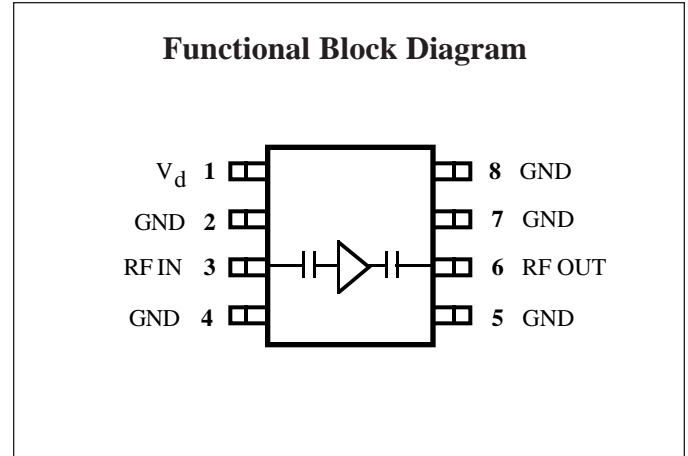 Functional Block Diagram
Vd 1 8 GND
GND 2 7 GND
RF IN 3 6 RF OUT
GND 4 5 GND